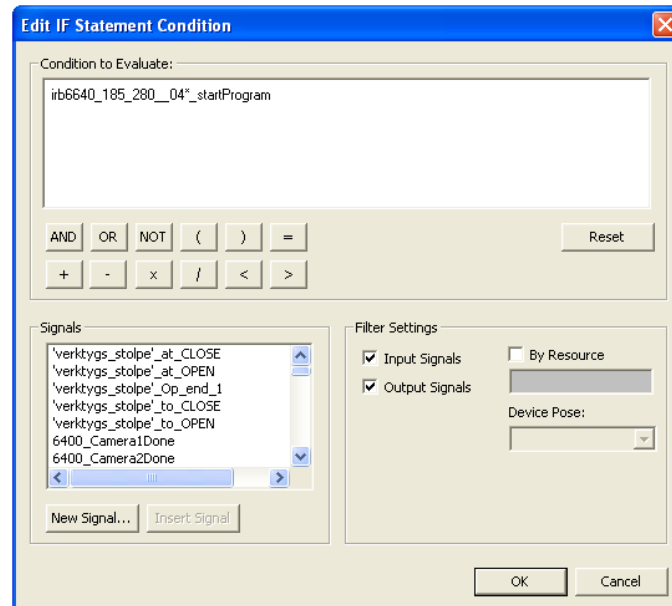 Edit IF Statement Condition
Condition to Evaluate:
irb6640_185_280__04*_startProgram
AND OR NOT ( ) = Reset
+ - x / < >
Signals
'verktygs_stolpe'_at_CLOSE
'verktygs_stolpe'_at_OPEN
'verktygs_stolpe'_Op_end_1
'verktygs_stolpe'_to_CLOSE
'verktygs_stolpe'_to_OPEN
6400_Camera1Done
6400_Camera2Done
New Signal... Insert Signal
Filter Settings
Input Signals By Resource
Output Signals
Device Pose:
OK Cancel